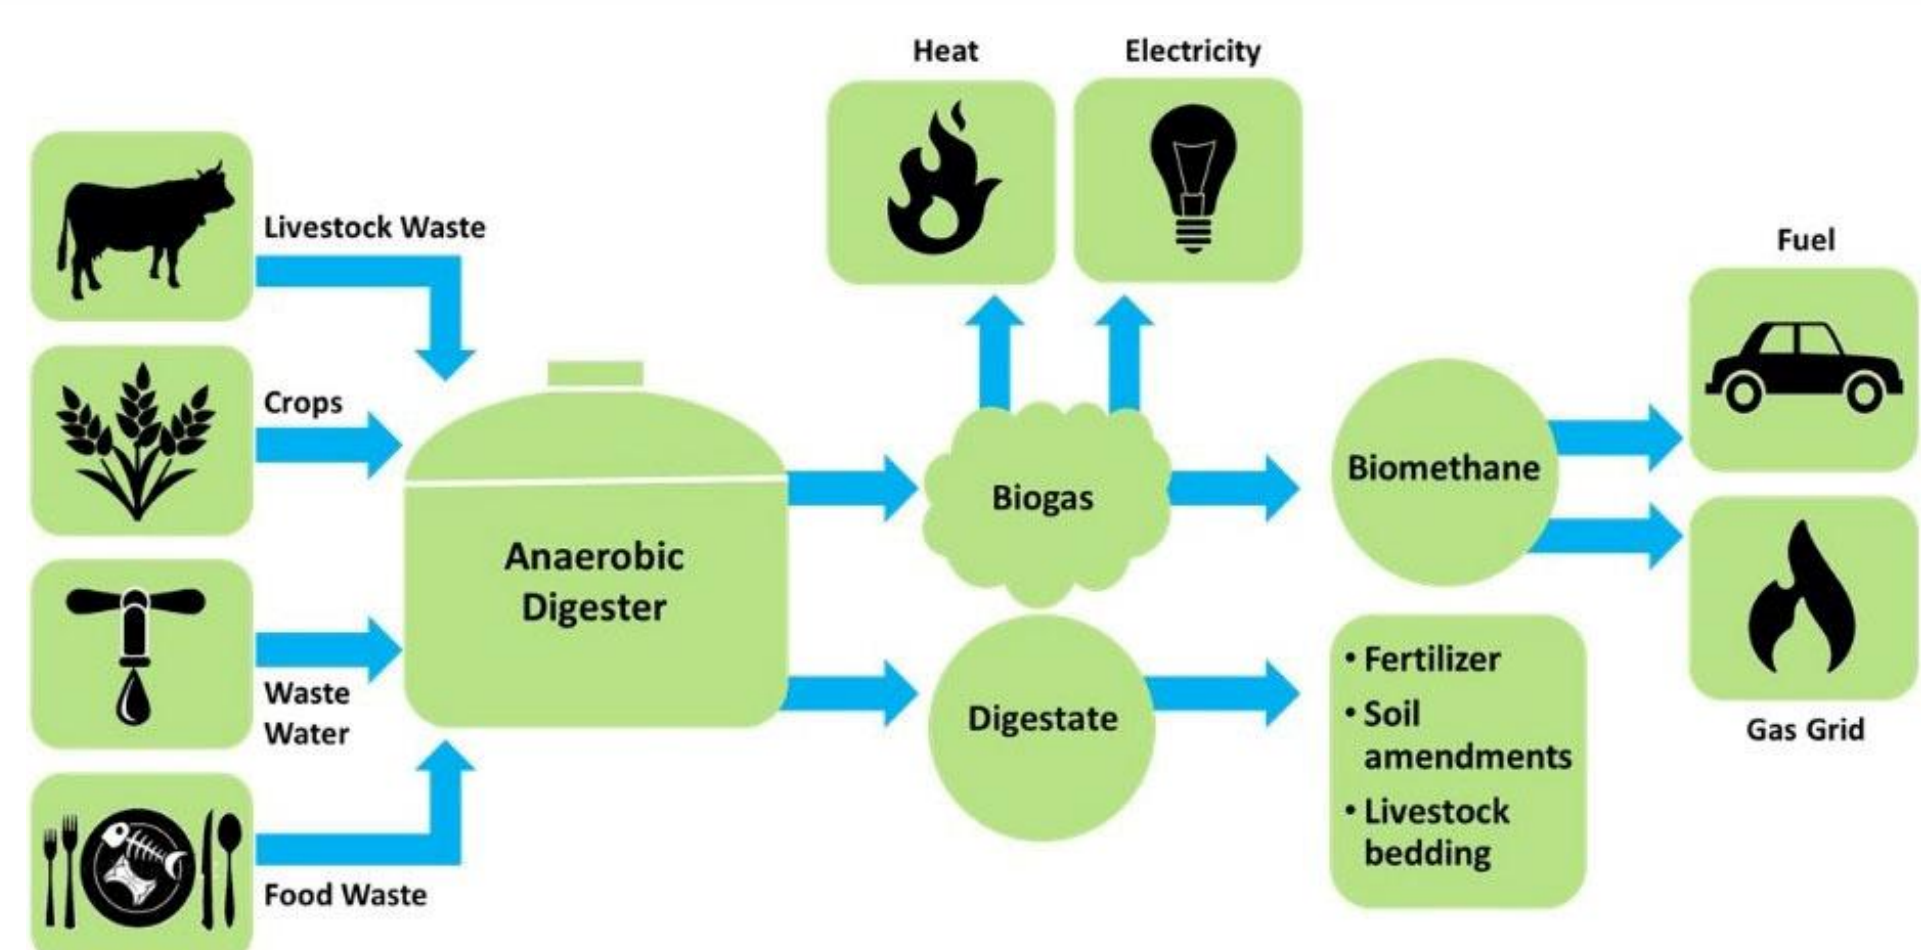 Heat
Electricity
Livestock Waste
Fuel
Crops
Biomethane
Biogas
Anaerobic
Digester
Waste
Water
Digestate
• Fertilizer
• Soil
amendments
• Livestock
bedding
Gas Grid
Food Waste